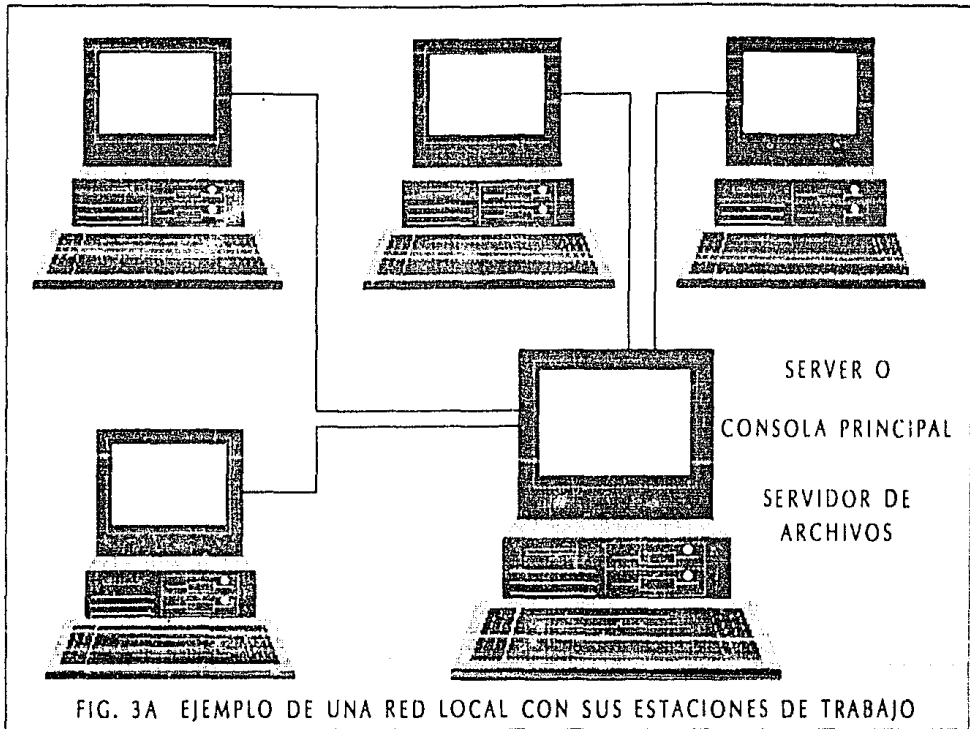 SERVER O
CONSOLA PRINCIPAL
SERVIDOR DE
ARCHIVOS
FIG. 3A EJEMPLO DE UNA RED LOCAL CON SUS ESTACIONES DE TRABAJO